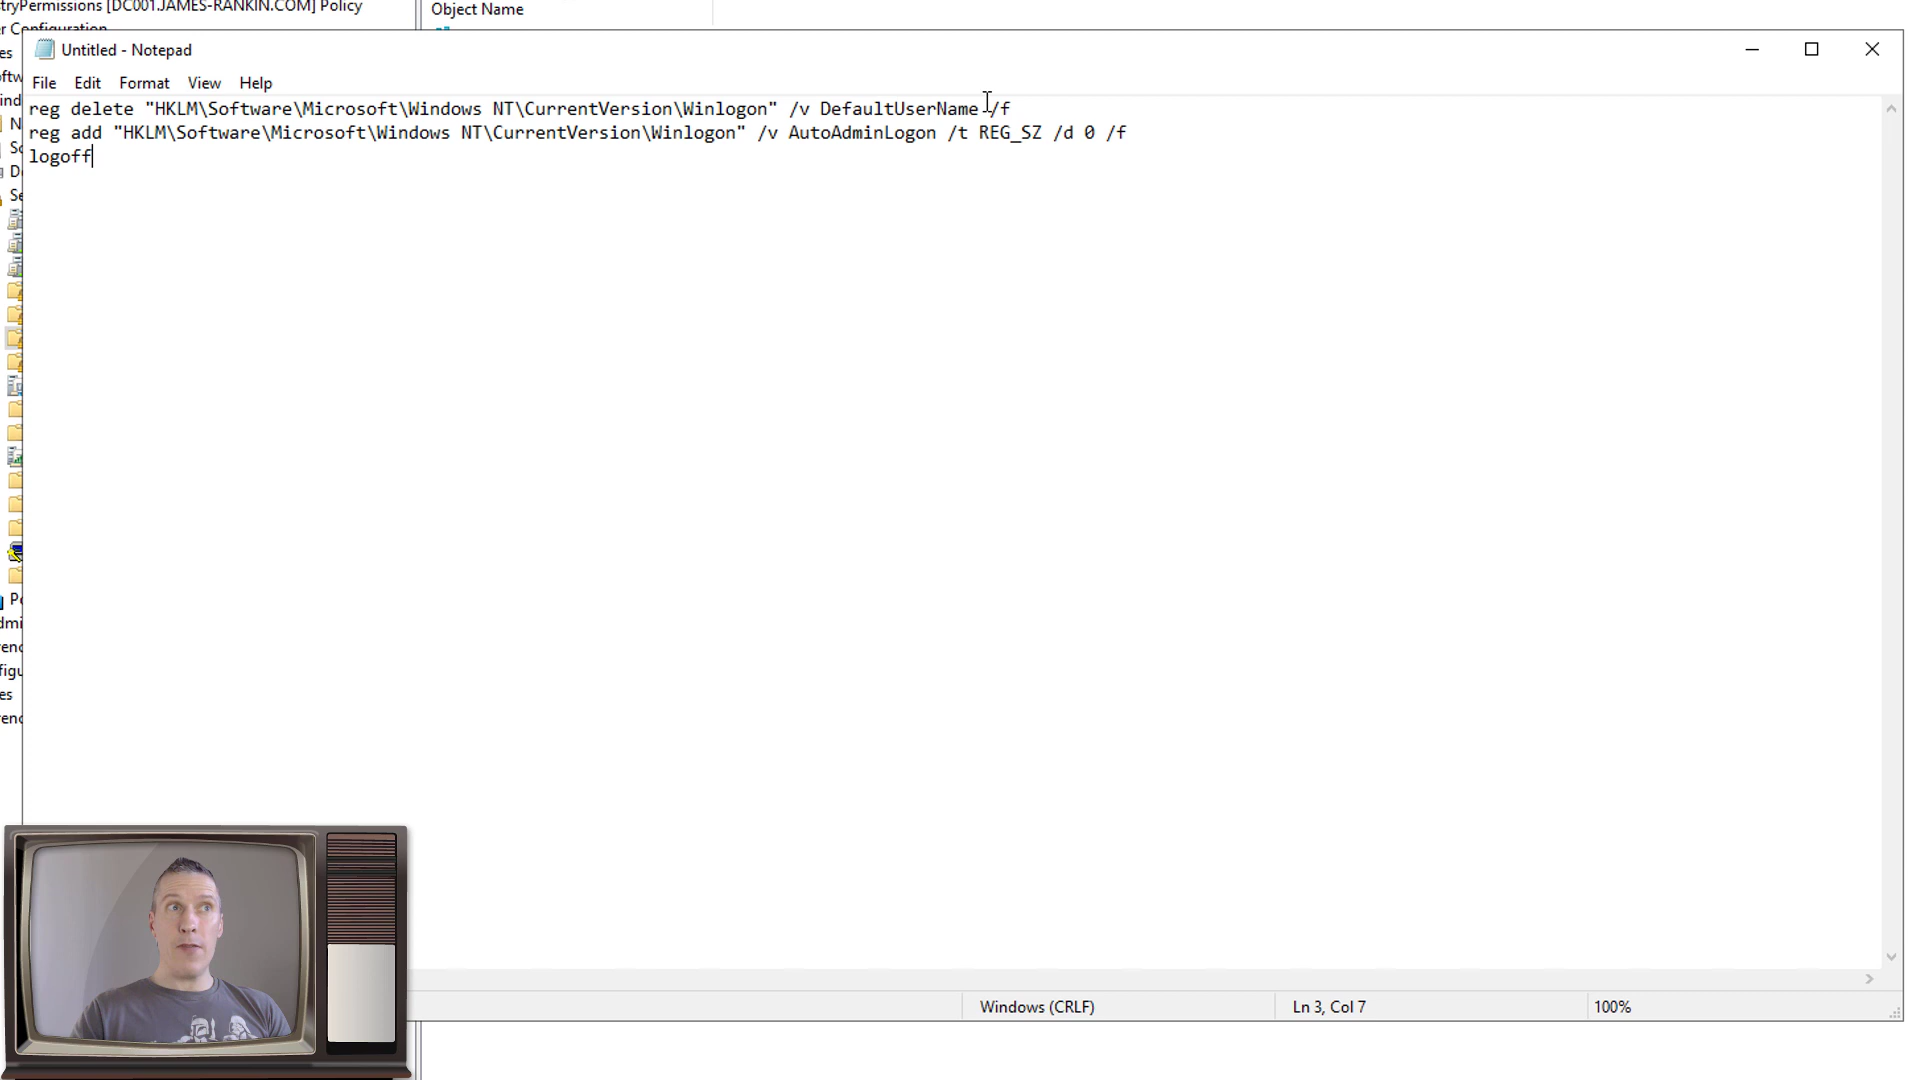 tryPermissions [DC001.JAMES-RANKIN.COM] Policy
Object Name
er Configuration
Untitled - Notepad
File Edit Format View Help
reg delete "HKLM\Software\Microsoft\Windows NT\CurrentVersion\Winlogon" /v DefaultUserName /f
reg add "HKLM\Software\Microsoft\Windows NT\CurrentVersion\Winlogon" /v AutoAdminLogon /t REG_SZ /d 0 /f
logoff
Windows (CRLF)
Ln 3, Col 7
100%